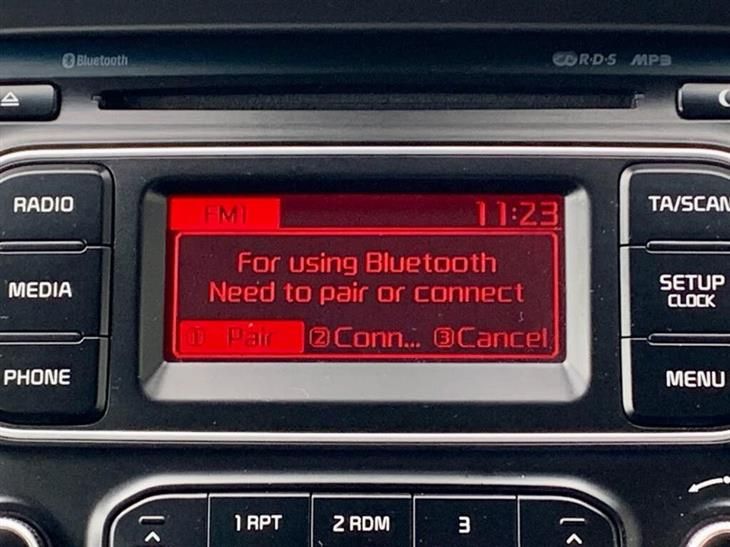 Bluetooth
R·D·S MP3
RADIO
TA/SCAN
FM1 11:23
For using Bluetooth
Need to pair or connect
① Pair ②Conn... ③Cancel
MEDIA
SETUP
CLOCK
PHONE
MENU
1 RPT
2 RDM
3